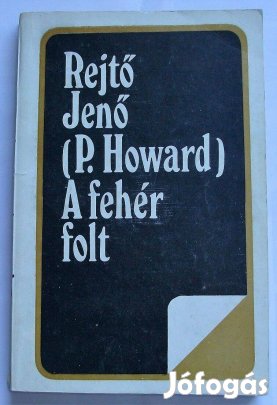 Rejtő
Jenő
(P. Howard)
A fehér
folt
Jófogás